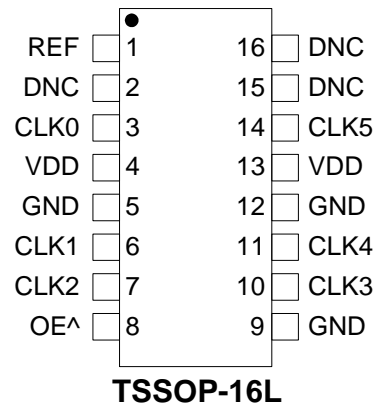 REF 1 16 DNC
DNC 2 15 DNC
CLK0 3 14 CLK5
VDD 4 13 VDD
GND 5 12 GND
CLK1 6 11 CLK4
CLK2 7 10 CLK3
OE^ 8 9 GND
TSSOP-16L